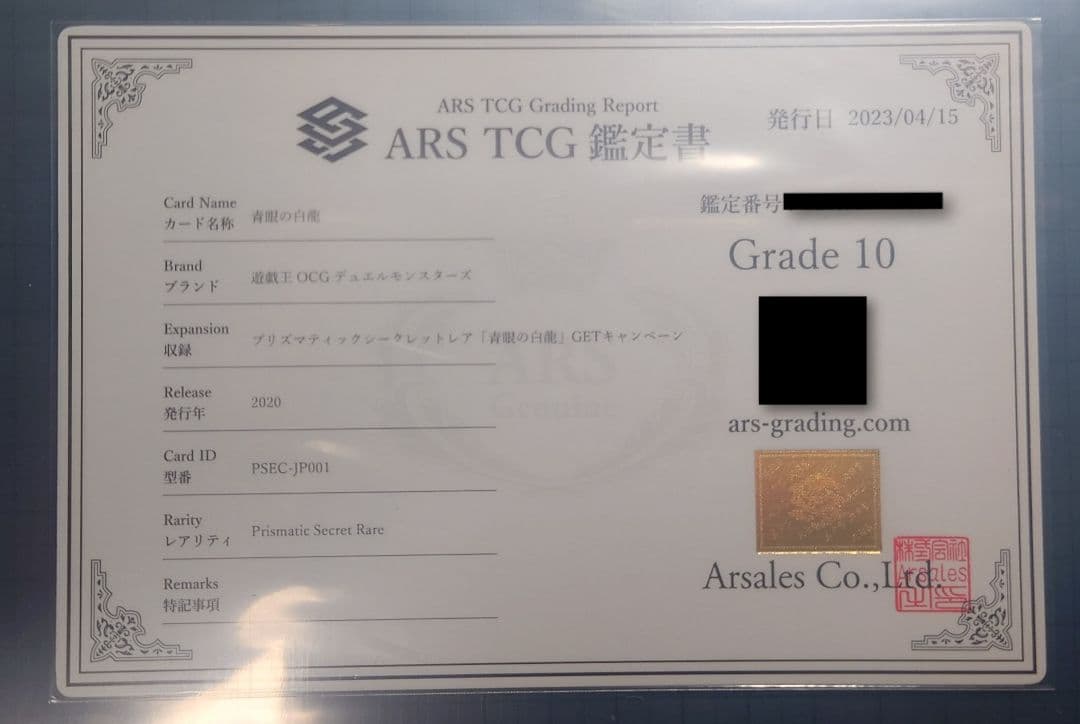 ARS TCG Grading Report
ARS TCG 鑑定書
発行日 2023/04/15
Card Name
カード名称 青眼の白龍
Brand
ブランド 遊戯王 OCG デュエルモンスターズ
Expansion
収録 プリズマティックシークレットレア「青眼の白龍」GETキャンペーン
Release
発行年 2020
Card ID
型番 PSEC-JP001
Rarity
レアリティ Prismatic Secret Rare
Remarks
特記事項
鑑定番号
Grade 10
ars-grading.com
Arsales Co.,Ltd.
ARS
株式会社
Arsales